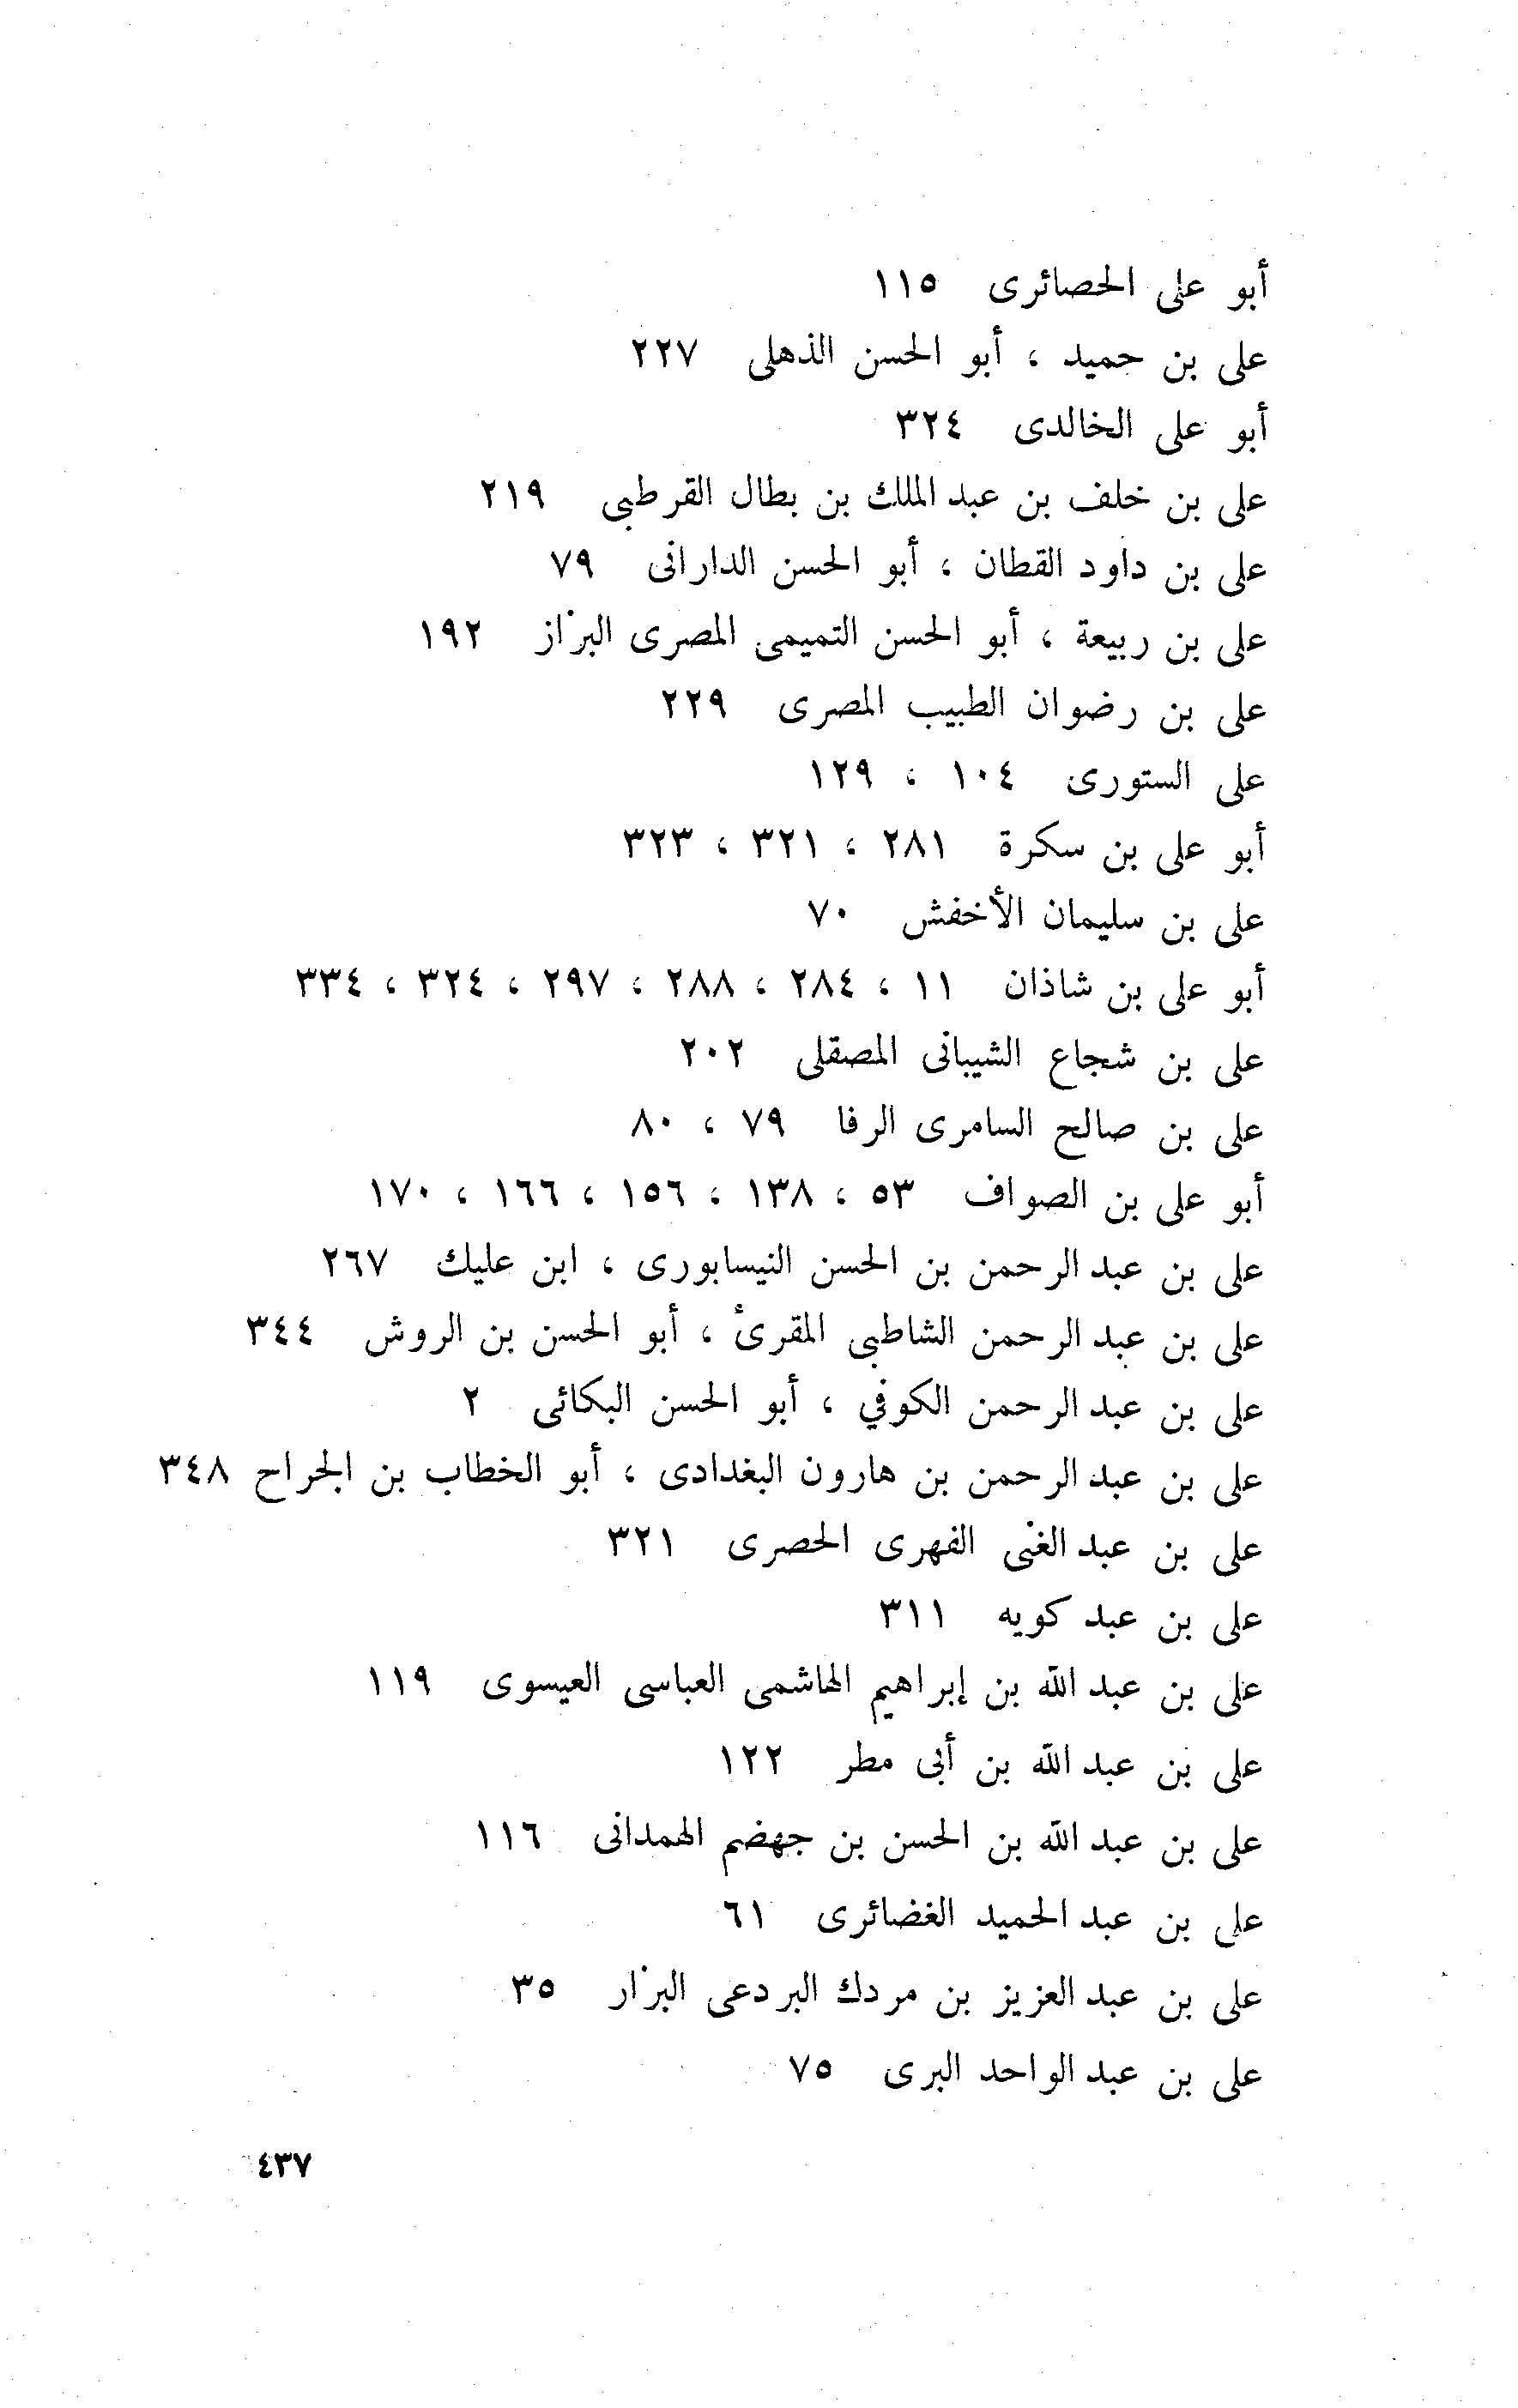 أبو على الحصائرى ١١٥
على بن حميد ، أبو الحسن الذهلى ٢٢٧
أبو على الخالدى ٣٢٤
على بن خلف بن عبد الملك بن بطال القرطبى ٢١٩
على بن داود القطان ، أبو الحسن الدارانى ٧٩
على بن ربيعة ، أبو الحسن التميمى المصرى البزاز ١٩٢
على بن رضوان الطبيب المصرى ٢٢٩
على الستورى ١٠٤ ، ١٢٩
أبو على بن سكرة ٢٨١ ، ٣٢١ ، ٣٢٣
على بن سليمان الأخفش ٧٠
أبو على بن شاذان ١١ ، ٢٨٤ ، ٢٨٨ ، ٢٩٧ ، ٣٢٤ ، ٣٣٤
على بن شجاع الشيبانى المصقلى ٢٠٢
على بن صالح السامرى الرفا ٧٩ ، ٨٠
أبو على بن الصواف ٥٣ ، ١٣٨ ، ١٥٦ ، ١٦٦ ، ١٧٠
على بن عبد الرحمن بن الحسن النيسابورى ، ابن عليك ٢٦٧
على بن عبد الرحمن الشاطبى المقرئ ، أبو الحسن بن الروش ٣٤٤
على بن عبد الرحمن الكوفي ، أبو الحسن البكائى ٢
على بن عبد الرحمن بن هارون البغدادى ، أبو الخطاب بن الجراح ٣٤٨
على بن عبد الغنى الفهرى الحصرى ٣٢١
على بن عبد كويه ٣١١
على بن عبد الله بن إبراهيم الهاشمى العباسى العيسوى ١١٩
على بن عبد الله بن أبى مطر ١٢٢
على بن عبد الله بن الحسن بن جهضم الهمدانى ١١٦
على بن عبد الحميد الغضائرى ٦١
على بن عبد العزيز بن مردك البردعى البزار ٣٥
على بن عبد الواحد البرى ٧٥
٤٣٧